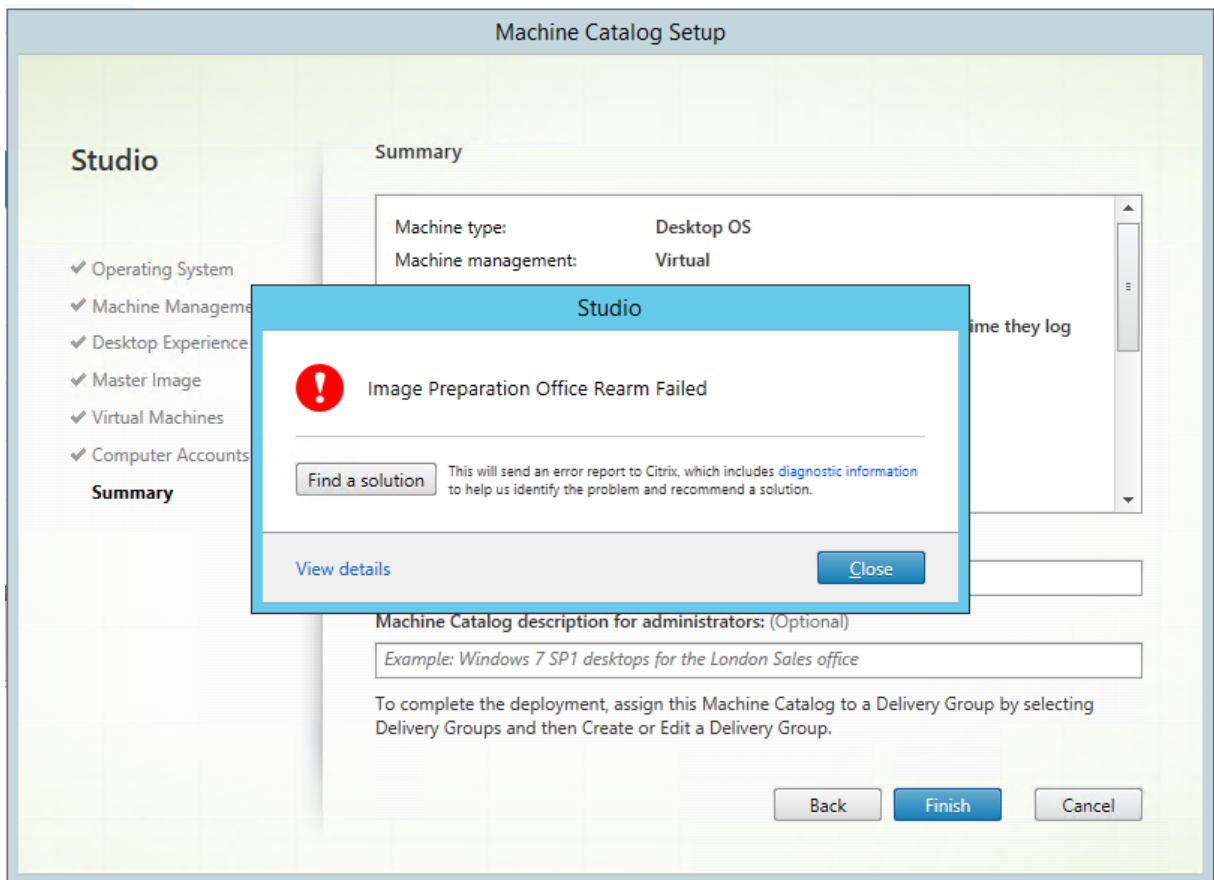 Machine Catalog Setup
Studio
Operating System
Machine Manageme
Desktop Experience
Master Image
Virtual Machines
Computer Accounts
Summary
Summary
Machine type: Desktop OS
Machine management: Virtual
ime they log
Studio
Image Preparation Office Rearm Failed
Find a solution
This will send an error report to Citrix, which includes diagnostic information
to help us identify the problem and recommend a solution.
View details
Close
Machine Catalog description for administrators: (Optional)
Example: Windows 7 SP1 desktops for the London Sales office
To complete the deployment, assign this Machine Catalog to a Delivery Group by selecting
Delivery Groups and then Create or Edit a Delivery Group.
Back
Finish
Cancel